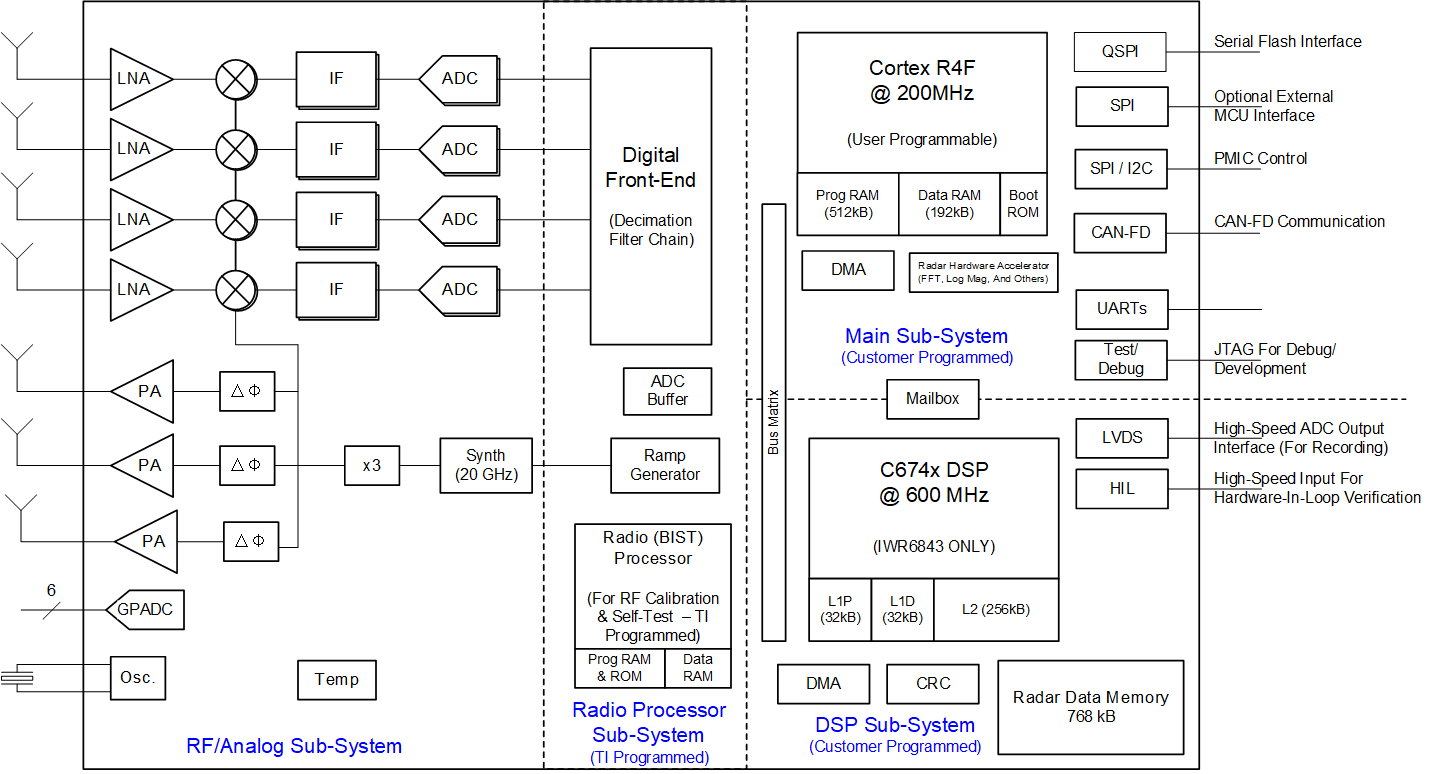 LNA
IF
ADC
LNA
IF
ADC
LNA
IF
ADC
LNA
IF
ADC
PA
Δ Φ
PA
Δ Φ
x3
Synth
(20 GHz)
PA
Δ Φ
6
GPADC
Osc.
Temp
RF/Analog Sub-System
Digital
Front-End
(Decimation
Filter Chain)
ADC
Buffer
Ramp
Generator
Radio (BIST)
Processor
(For RF Calibration
& Self-Test – TI
Programmed)
Prog RAM
& ROM
Data
RAM
Radio Processor
Sub-System
(TI Programmed)
Bus Matrix
Cortex R4F
@ 200MHz
(User Programmable)
Prog RAM
(512kB)
Data RAM
(192kB)
Boot
ROM
DMA
Radar Hardware Accelerator
(FFT, Log Mag, And Others)
Main Sub-System
(Customer Programmed)
Mailbox
C674x DSP
@ 600 MHz
(IWR6843 ONLY)
L1P
(32kB)
L1D
(32kB)
L2 (256kB)
DMA
CRC
DSP Sub-System
(Customer Programmed)
Radar Data Memory
768 kB
QSPI
Serial Flash Interface
SPI
Optional External
MCU Interface
SPI / I2C
PMIC Control
CAN-FD
CAN-FD Communication
UARTs
Test/
Debug
JTAG For Debug/
Development
LVDS
High-Speed ADC Output
Interface (For Recording)
HIL
High-Speed Input For
Hardware-In-Loop Verification